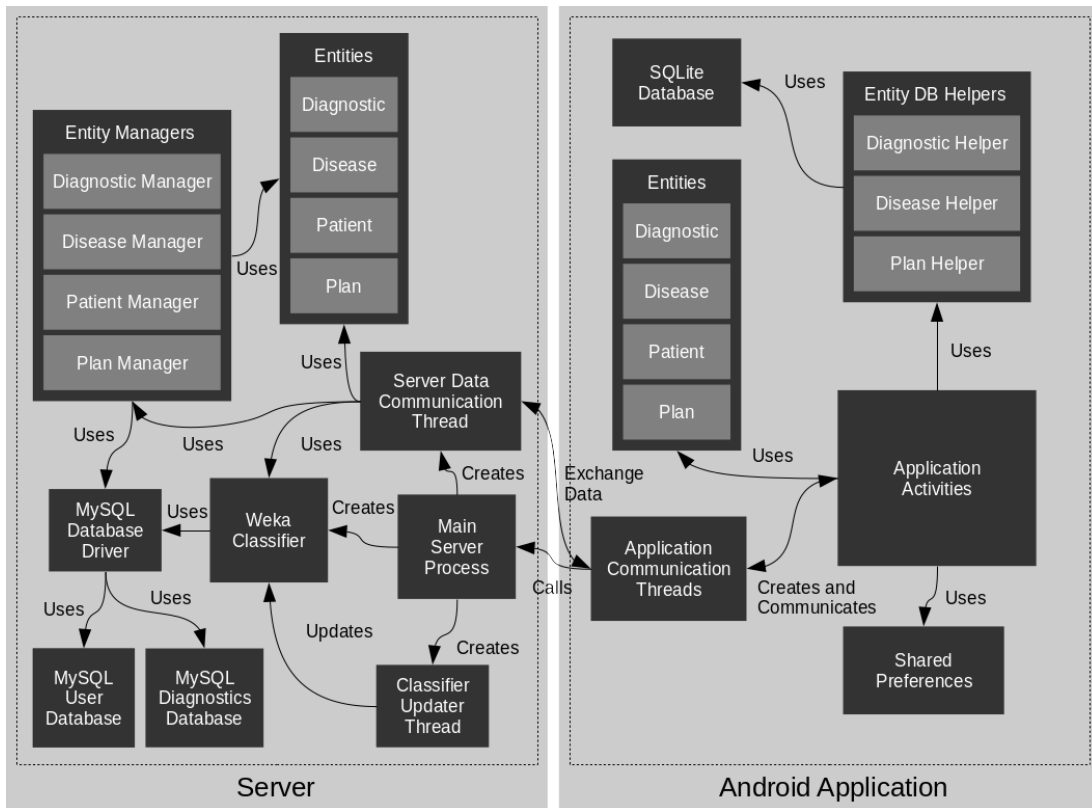 Entities
Diagnostic
Disease
Patient
Plan
Entity Managers
Diagnostic Manager
Disease Manager
Patient Manager
Plan Manager
Uses
Uses
Server Data
Communication
Thread
Uses
Uses
Uses
Creates
MySQL
Database
Driver
Uses
Weka
Classifier
Creates
Main
Server
Process
Uses
Uses
Updates
Creates
MySQL
User
Database
MySQL
Diagnostics
Database
Classifier
Updater
Thread
Server
Exchange
Data
Calls
SQLite
Database
Uses
Entity DB Helpers
Diagnostic Helper
Disease Helper
Plan Helper
Entities
Diagnostic
Disease
Patient
Plan
Uses
Uses
Application
Activities
Application
Communication
Threads
Creates and
Communicates
Uses
Shared
Preferences
Android Application